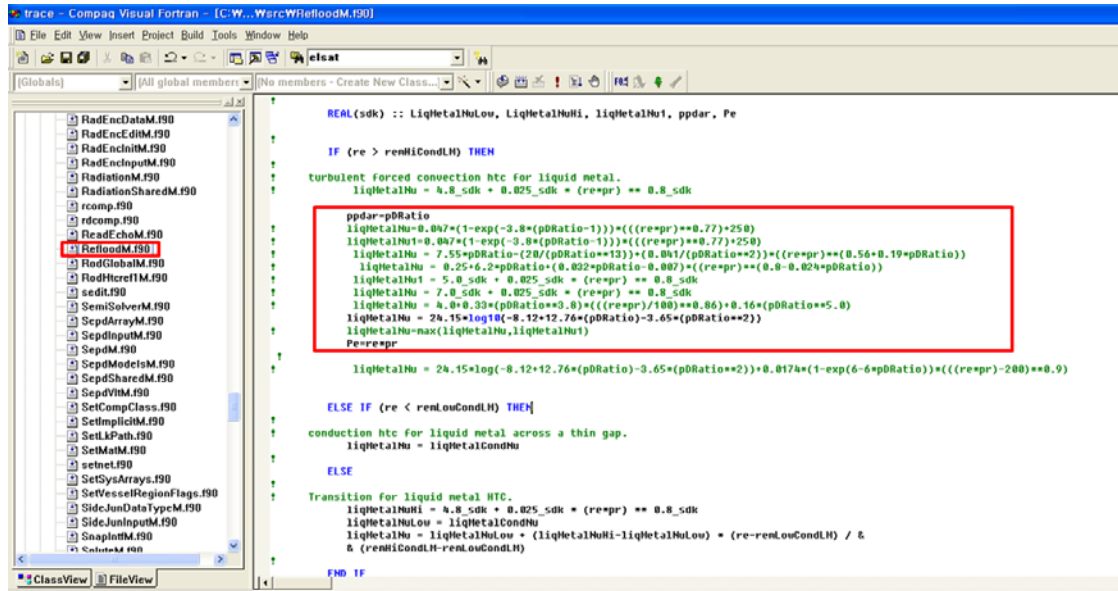 trace - Compaq Visual Fortran - [C:₩...₩src₩RefloodM.f90]
File Edit View Insert Project Build Tools Window Help
elsat
(Globals) (All global members (No members - Create New Class...)
RadEncDataM.f90
RadEncEditM.f90
RadEncInitM.f90
RadEncInputM.f90
RadiationM.f90
RadiationSharedM.f90
rcomp.f90
rdcomp.f90
ReadEchoM.f90
RefloodM.f90
RodGlobalM.f90
RodHtcref1M.f90
sedit.f90
SemiSolverM.f90
SepdArrayM.f90
SepdInputM.f90
SepdM.f90
SepdModelsM.f90
SepdSharedM.f90
SepdVltM.f90
SetCompClass.f90
SetImplicitM.f90
SetLkPath.f90
SetMatM.f90
setnet.f90
SetSysArrays.f90
SetVesselRegionFlags.f90
SideJunDataTypeM.f90
SideJunInputM.f90
SnapIntfM.f90
SoluteM.f90
ClassView FileView
!
REAL(sdk) :: LiqMetalNuLow, LiqMetalNuHi, liqMetalNu1, ppdar, Pe
!
IF (re > remHiCondLM) THEN
!
! turbulent forced convection htc for liquid metal.
! liqMetalNu = 4.8_sdk + 0.025_sdk * (re*pr) ** 0.8_sdk
ppdar=pDRatio
! liqMetalNu=0.047*(1-exp(-3.8*(pDRatio-1)))*(((re*pr)**0.77)+250)
! liqMetalNu1=0.047*(1-exp(-3.8*(pDRatio-1)))*(((re*pr)**0.77)+250)
! liqMetalNu = 7.55*pDRatio-(20/(pDRatio**13))+(0.041/(pDRatio**2))*((re*pr)**(0.56+0.19*pDRatio))
! liqMetalNu = 0.25+6.2*pDRatio+(0.032*pDRatio-0.007)*((re*pr)**(0.8-0.024*pDRatio))
! liqMetalNu1 = 5.0_sdk + 0.025_sdk * (re*pr) ** 0.8_sdk
! liqMetalNu = 7.0_sdk + 0.025_sdk * (re*pr) ** 0.8_sdk
! liqMetalNu = 4.0+0.33*(pDRatio**3.8)*(((re*pr)/100)**0.86)+0.16*(pDRatio**5.0)
liqMetalNu = 24.15*log10(-8.12+12.76*(pDRatio)-3.65*(pDRatio**2))
! liqMetalNu=max(liqMetalNu,liqMetalNu1)
Pe=re*pr
!
! liqMetalNu = 24.15*log(-8.12+12.76*(pDRatio)-3.65*(pDRatio**2))+0.0174*(1-exp(6-6*pDRatio))*(((re*pr)-200)**0.9)
ELSE IF (re < remLowCondLM) THEN
!
! conduction htc for liquid metal across a thin gap.
liqMetalNu = liqMetalCondNu
!
ELSE
!
! Transition for liquid metal HTC.
liqMetalNuHi = 4.8_sdk + 0.025_sdk * (re*pr) ** 0.8_sdk
liqMetalNuLow = liqMetalCondNu
liqMetalNu = liqMetalNuLow + (liqMetalNuHi-liqMetalNuLow) * (re-remLowCondLM) / &
& (remHiCondLM-remLowCondLM)
!
END IF